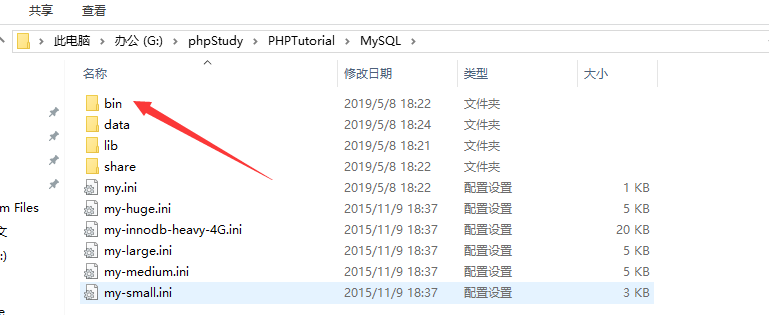 共享 查看
此电脑 > 办公 (G:) > phpStudy > PHPTutorial > MySQL >
名称 修改日期 类型 大小
bin 2019/5/8 18:22 文件夹
data 2019/5/8 18:24 文件夹
lib 2019/5/8 18:21 文件夹
share 2019/5/8 18:22 文件夹
my.ini 2019/5/8 18:22 配置设置 1 KB
my-huge.ini 2015/11/9 18:37 配置设置 5 KB
m Files my-innodb-heavy-4G.ini 2015/11/9 18:37 配置设置 20 KB
文 my-large.ini 2015/11/9 18:37 配置设置 5 KB
:) my-medium.ini 2015/11/9 18:37 配置设置 5 KB
my-small.ini 2015/11/9 18:37 配置设置 3 KB